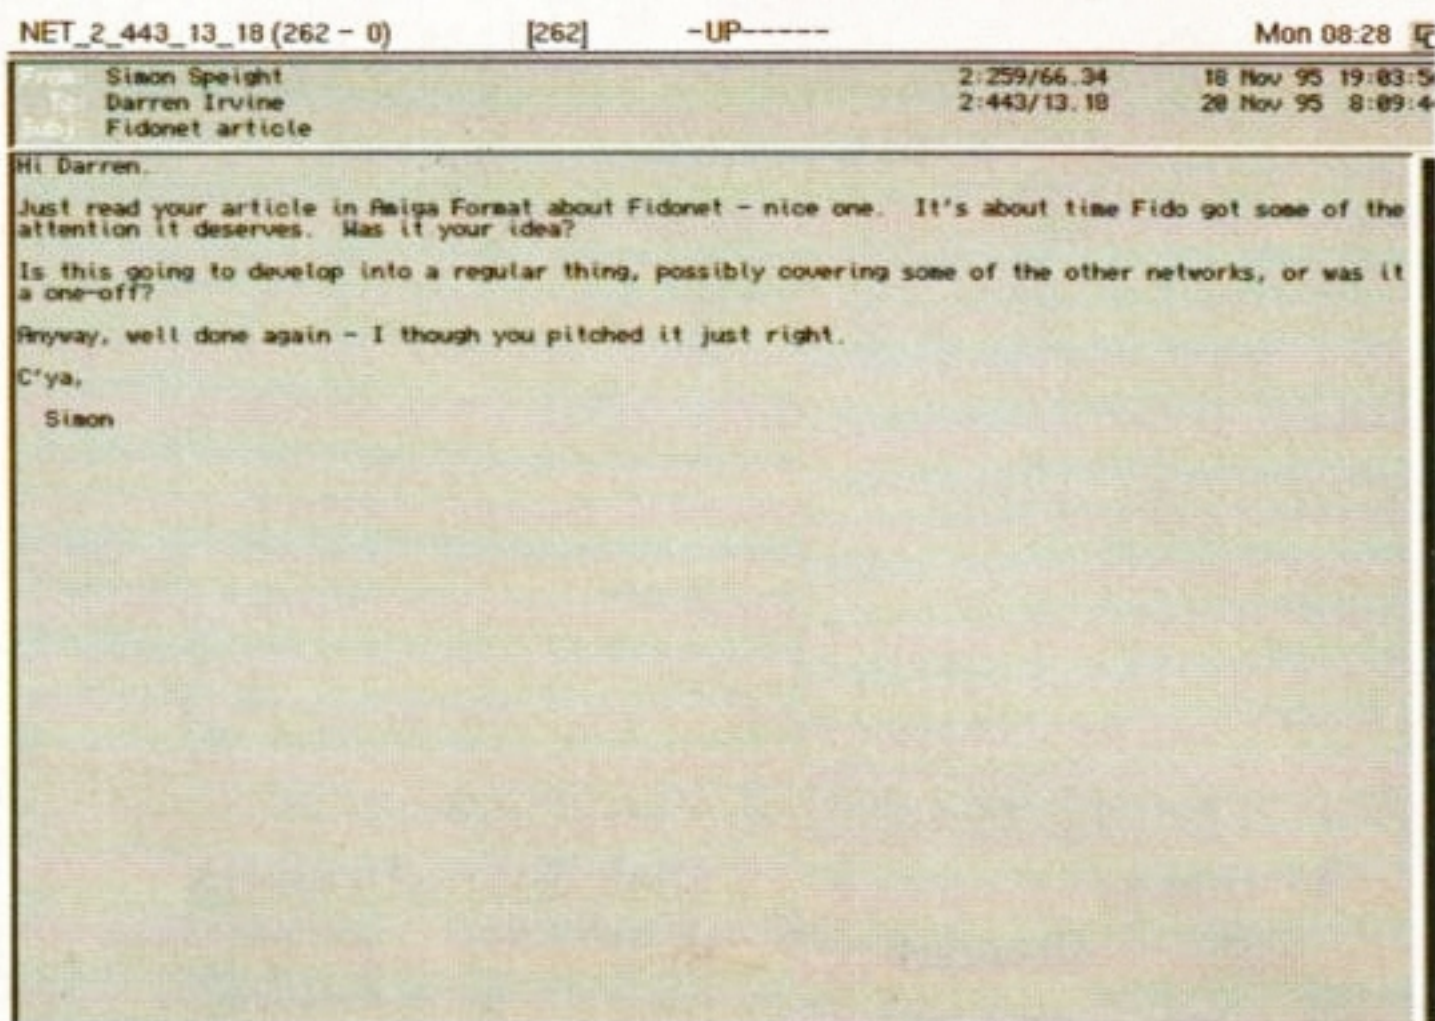 NET_2_443_13_18 (262 - 0) [262] -UP----- Mon 08:28
From Simon Speight 2:259/66.34 18 Nov 95 19:03:5
To Darren Irvine 2:443/13.18 20 Nov 95 8:09:4
Subj Fidonet article
Hi Darren.
Just read your article in Amiga Format about Fidonet - nice one. It's about time Fido got some of the
attention it deserves. Was it your idea?
Is this going to develop into a regular thing, possibly covering some of the other networks, or was it
a one-off?
Anyway, well done again - I though you pitched it just right.
C'ya,
Simon